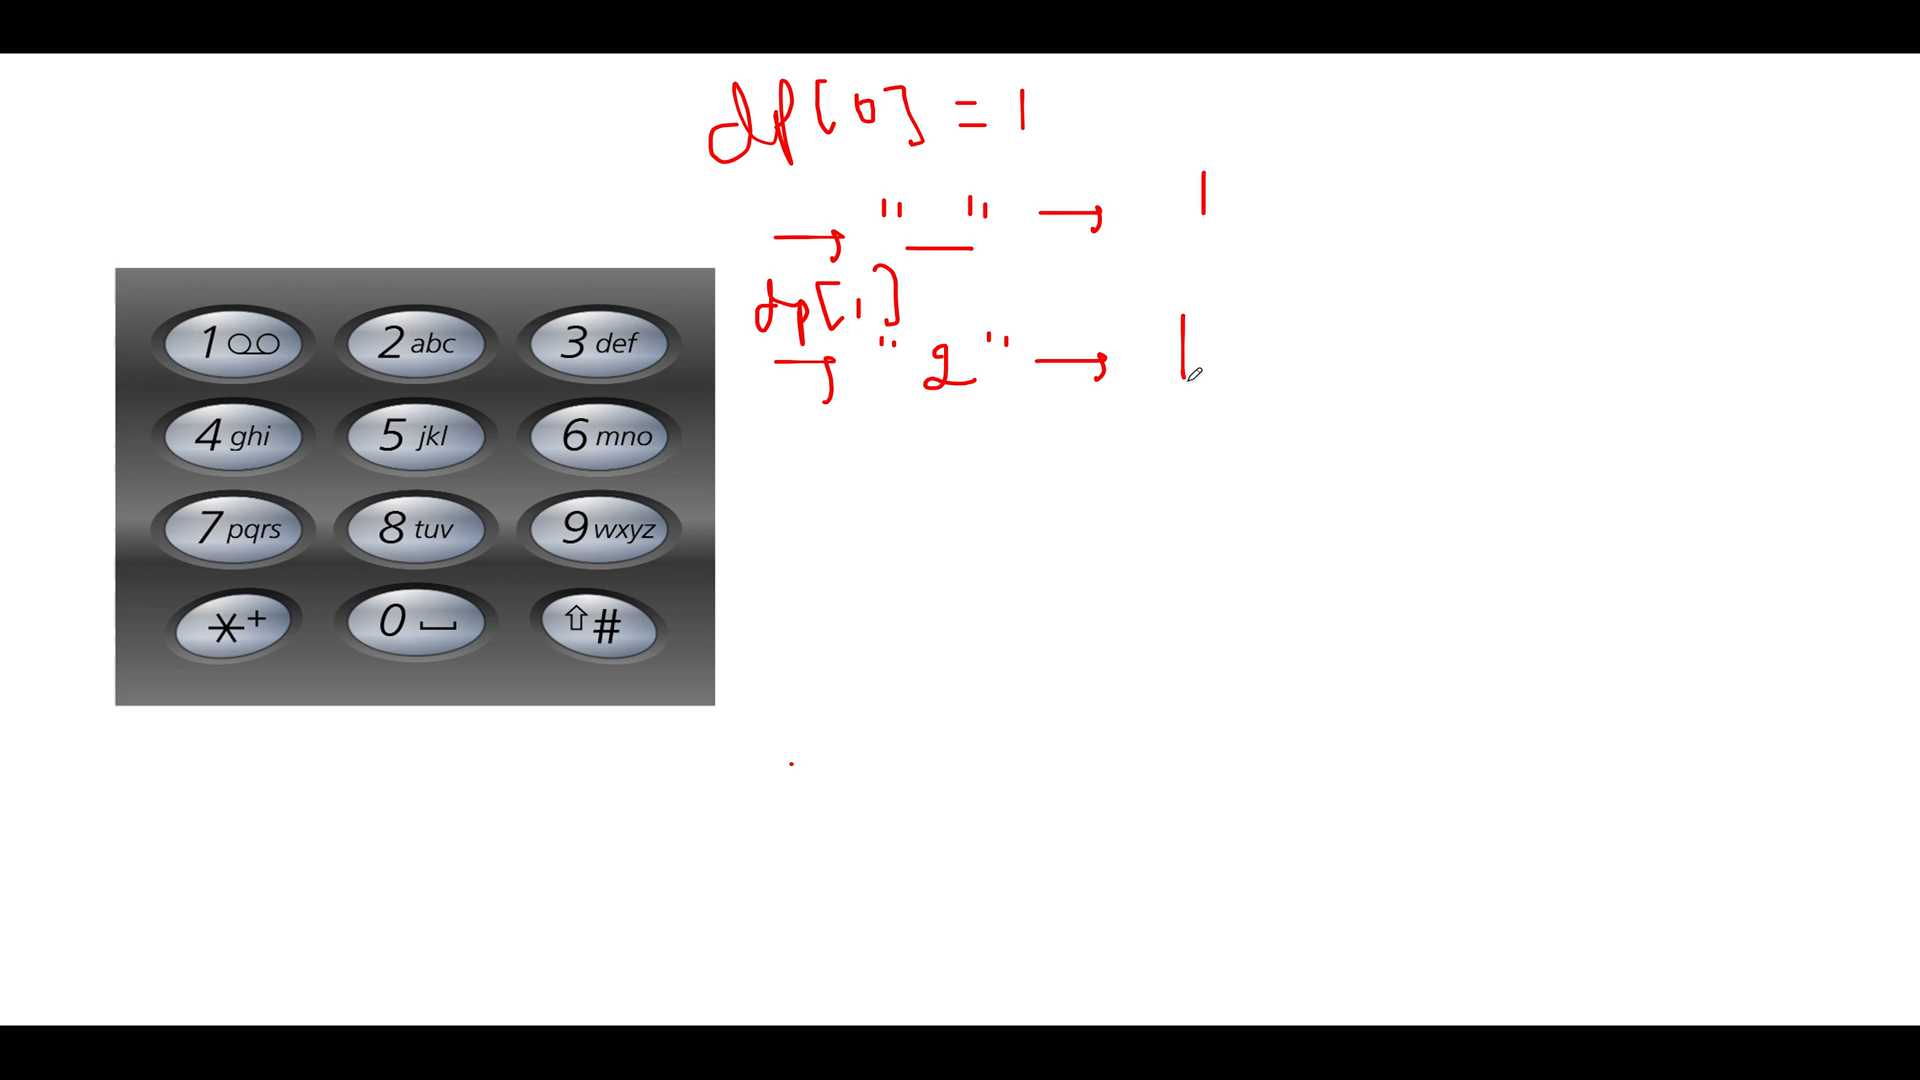 dp[0] = 1
→ " " → 1
dp[1]
→ "2" → 1
1 2 abc 3 def
4 ghi 5 jkl 6 mno
7 pqrs 8 tuv 9 wxyz
*+ 0 ⇧#